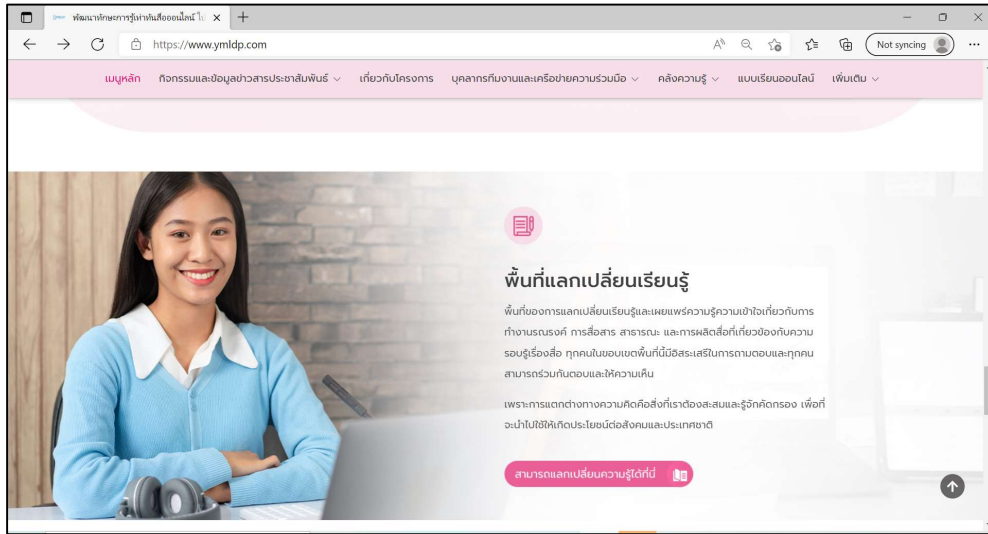 พัฒนาทักษะการรู้เท่าทันสื่อออนไลน์
https://www.ymldp.com
Not syncing
เมนูหลัก กิจกรรมและข้อมูลข่าวสารประชาสัมพันธ์ เกี่ยวกับโครงการ บุคลากรทีมงานและเครือข่ายความร่วมมือ คลังความรู้ แบบเรียนออนไลน์ เพิ่มเติม
พื้นที่แลกเปลี่ยนเรียนรู้
พื้นที่ของการแลกเปลี่ยนเรียนรู้และเผยแพร่ความรู้ความเข้าใจเกี่ยวกับการ
ทำงานรณรงค์ การสื่อสาร สาธารณะ และการผลิตสื่อที่เกี่ยวข้องกับความ
รอบรู้เรื่องสื่อ ทุกคนในขอบเขตพื้นที่นี้มีอิสระเสรีในการถามตอบและทุกคน
สามารถร่วมกันตอบและให้ความเห็น
เพราะการแตกต่างทางความคิดคือสิ่งที่เราต้องสะสมและรู้จักคัดกรอง เพื่อที่
จะนำไปใช้ให้เกิดประโยชน์ต่อสังคมและประเทศชาติ
สามารถแลกเปลี่ยนความรู้ได้ที่นี่